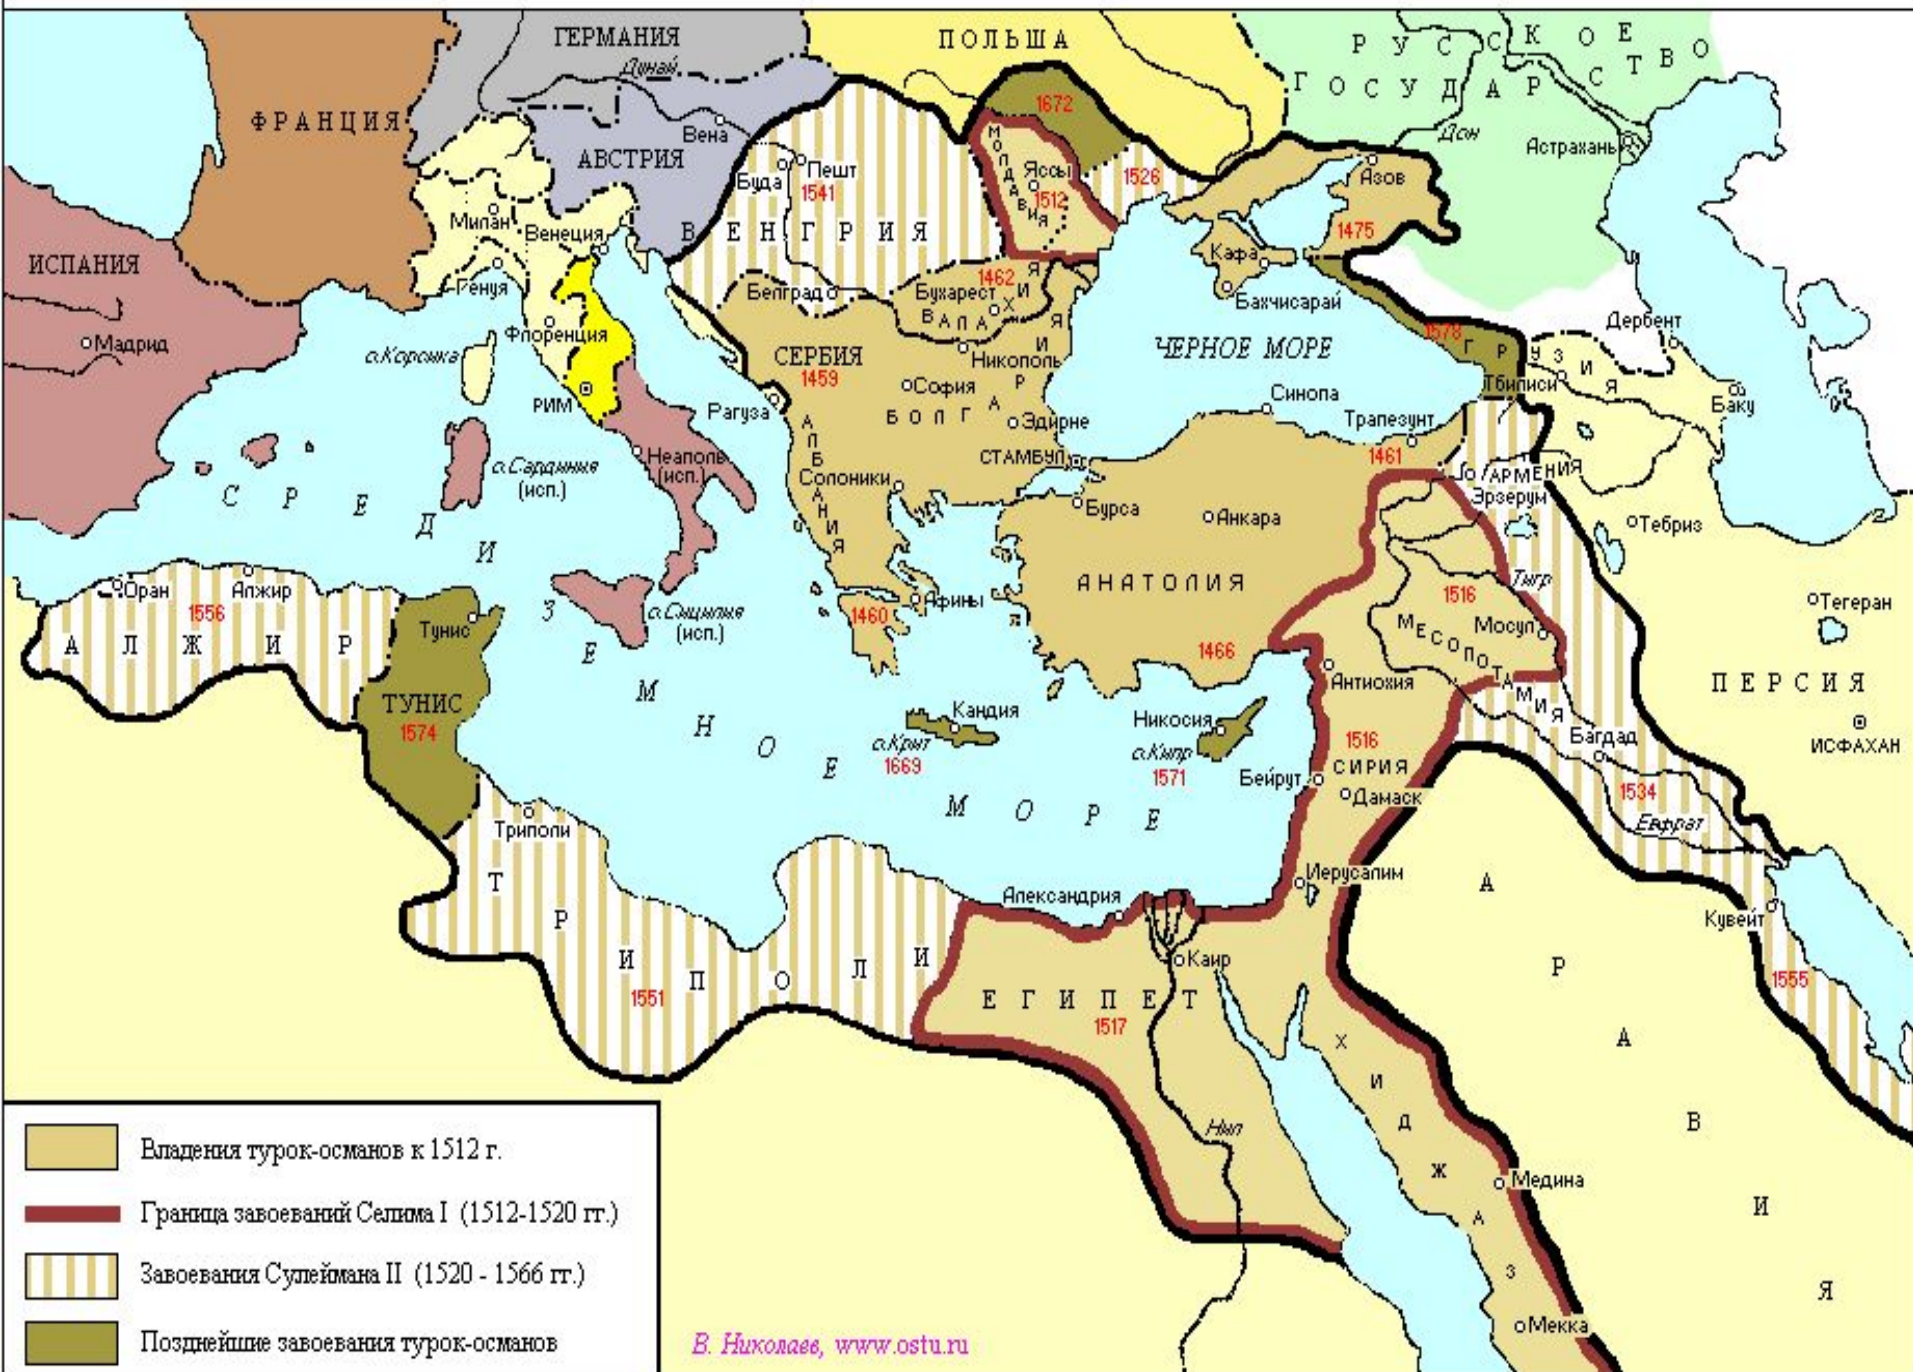 ГЕРМАНИЯ
Дунай
ПОЛЬША
РУССКОЕ
ГОСУДАРСТВО
ФРАНЦИЯ
АВСТРИЯ
Вена
1672
Дон
Астрахань
МОЛДАВИЯ
Яссы
1512
1526
Азов
1475
Буда
Пешт
1541
ВЕНГРИЯ
Милан
Венеция
ИСПАНИЯ
Генуя
Кафа
Бахчисарай
Белград
1462
Бухарест
ВАЛАХИЯ
Мадрид
о.Корсика
Флоренция
РИМ
СЕРБИЯ
1459
Никополь
ЧЕРНОЕ МОРЕ
1578
ГРУЗИЯ
Дербент
Тбилиси
Баку
София
БОЛГАРИЯ
Рагуза
Эдирне
Синопа
Трапезунт
1461
АЛБАНИЯ
СТАМБУЛ
Солоники
Неаполь
(исп.)
о.Сардиния
(исп.)
СРЕДИЗЕМНОЕ МОРЕ
Бурса
Анкара
АРМЕНИЯ
Эрзерум
Тебриз
АНАТОЛИЯ
Тигр
1516
Мосул
МЕСОПОТАМИЯ
Тегеран
Оран
Алжир
1556
АЛЖИР
Тунис
о.Сицилия
(исп.)
1460
Афины
1466
Антиохия
ПЕРСИЯ
ИСФАХАН
ТУНИС
1574
Кандия
о.Крит
1669
Никосия
о.Кипр
1571
1516
СИРИЯ
Бейрут
Дамаск
Багдад
1534
Евфрат
Триполи
ТРИПОЛИ
1551
Александрия
Иерусалим
Каир
ЕГИПЕТ
1517
Кувейт
1555
АРАВИЯ
ХИДЖАЗ
Нил
Медина
Мекка
Владения турок-османов к 1512 г.
Граница завоеваний Селима I (1512-1520 гг.)
Завоевания Сулеймана II (1520 - 1566 гг.)
Позднейшие завоевания турок-османов
В. Николаев, www.ostu.ru